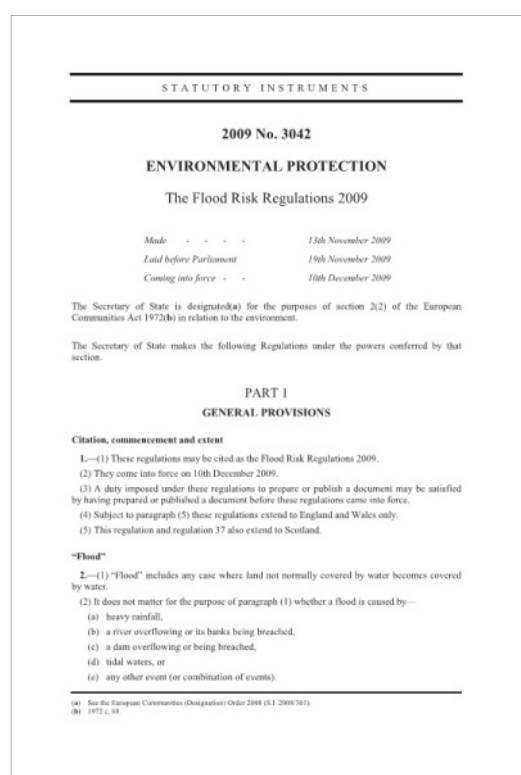 STATUTORY INSTRUMENTS
2009 No. 3042
ENVIRONMENTAL PROTECTION
The Flood Risk Regulations 2009
Made - - - - 13th November 2009
Laid before Parliament 19th November 2009
Coming into force - - 10th December 2009
The Secretary of State is designated(a) for the purposes of section 2(2) of the European
Communities Act 1972(b) in relation to the environment.
The Secretary of State makes the following Regulations under the powers conferred by that
section.
PART 1
GENERAL PROVISIONS
Citation, commencement and extent
1.—(1) These regulations may be cited as the Flood Risk Regulations 2009.
(2) They come into force on 10th December 2009.
(3) A duty imposed under these regulations to prepare or publish a document may be satisfied
by having prepared or published a document before these regulations came into force.
(4) Subject to paragraph (5) these regulations extend to England and Wales only.
(5) This regulation and regulation 37 also extend to Scotland.
“Flood”
2.—(1) “Flood” includes any case where land not normally covered by water becomes covered
by water.
(2) It does not matter for the purpose of paragraph (1) whether a flood is caused by—
(a) heavy rainfall,
(b) a river overflowing or its banks being breached,
(c) a dam overflowing or being breached,
(d) tidal waters, or
(e) any other event (or combination of events).
(a) See the European Communities (Designation) Order 2008 (S.I. 2008/301).
(b) 1972 c. 68.